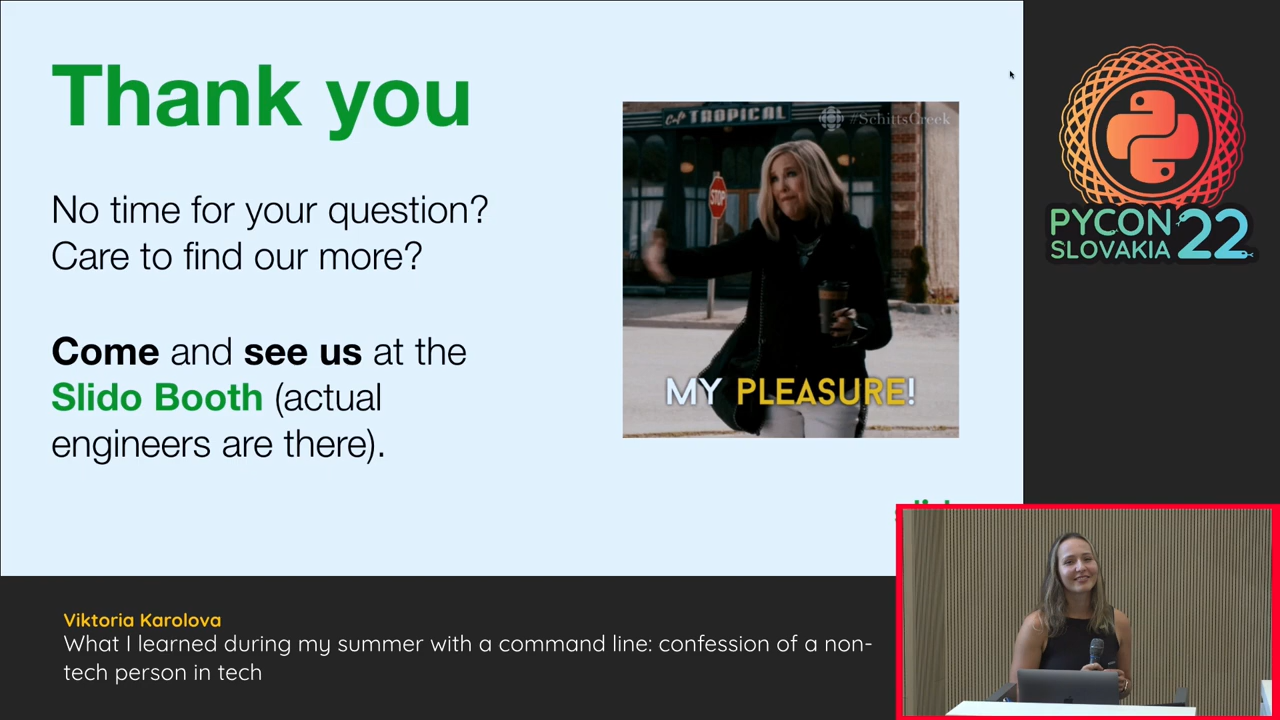 Thank you
No time for your question?
Care to find our more?
Come and see us at the
Slido Booth (actual
engineers are there).
Café TROPICAL
#SchittsCreek
STOP
MY PLEASURE!
PYCON
SLOVAKIA 22
Viktoria Karolova
What I learned during my summer with a command line: confession of a non-
tech person in tech